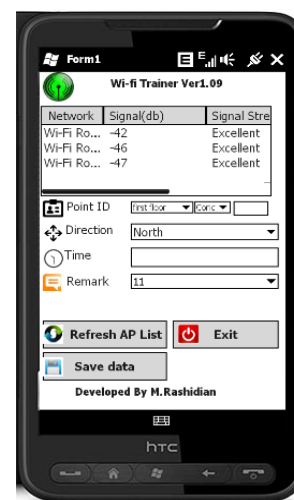 Form1
Wi-fi Trainer Ver1.09
Network Signal(db) Signal Stre
Wi-Fi Ro... -42 Excellent
Wi-Fi Ro... -46 Excellent
Wi-Fi Ro... -47 Excellent
Point ID first floor Coric
Direction North
Time
Remark 11
Refresh AP List Exit
Save data
Developed By M.Rashidian
hTC